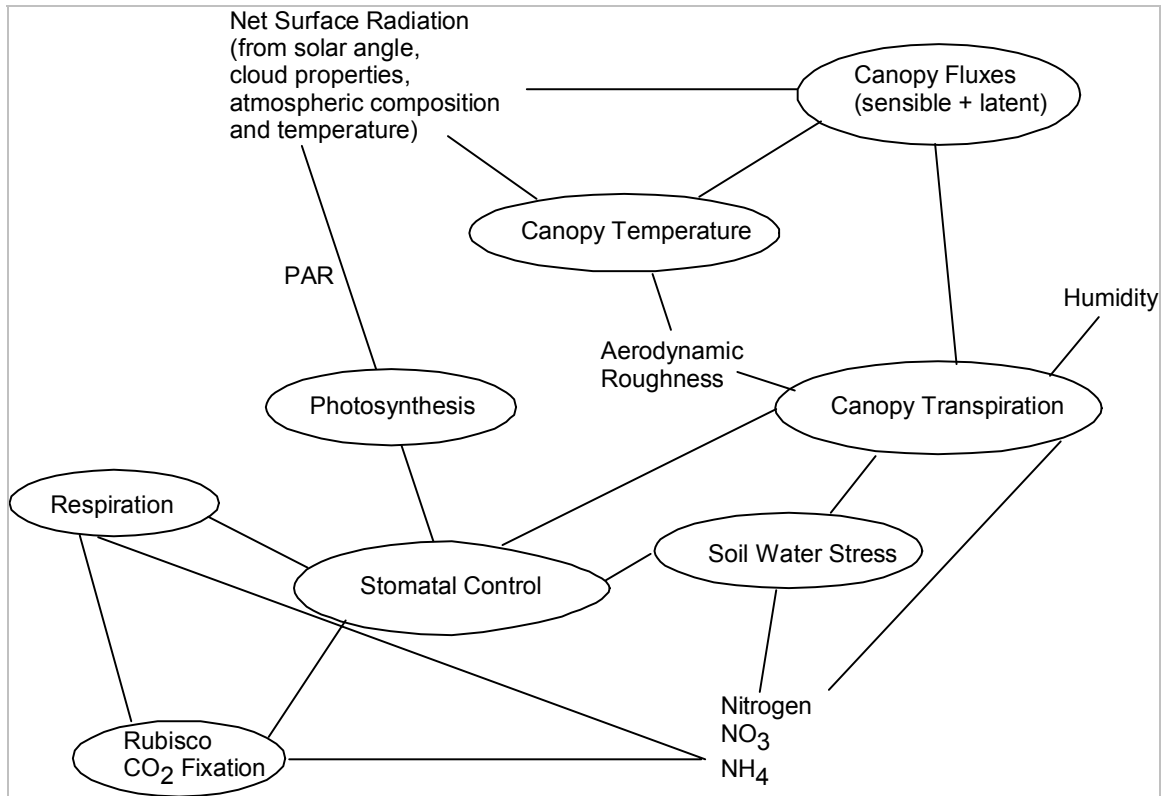 Net Surface Radiation
(from solar angle,
cloud properties,
atmospheric composition
and temperature)
Canopy Fluxes
(sensible + latent)
Canopy Temperature
PAR
Humidity
Aerodynamic
Roughness
Photosynthesis
Canopy Transpiration
Respiration
Soil Water Stress
Stomatal Control
Nitrogen
NO3
NH4
Rubisco
CO2 Fixation